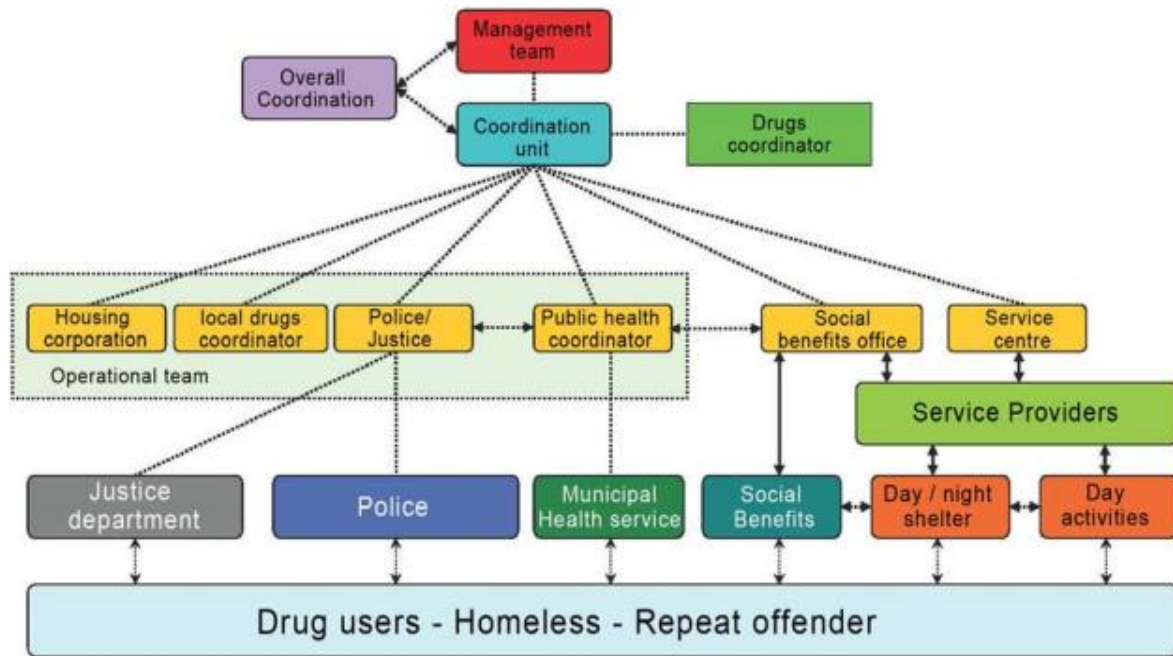 Management
team
Overall
Coordination
Coordination
unit
Drugs
coordinator
Housing
corporation
local drugs
coordinator
Police/
Justice
Public health
coordinator
Social
benefits office
Service
centre
Operational team
Service Providers
Justice
department
Police
Municipal
Health service
Social
Benefits
Day / night
shelter
Day
activities
Drug users - Homeless - Repeat offender